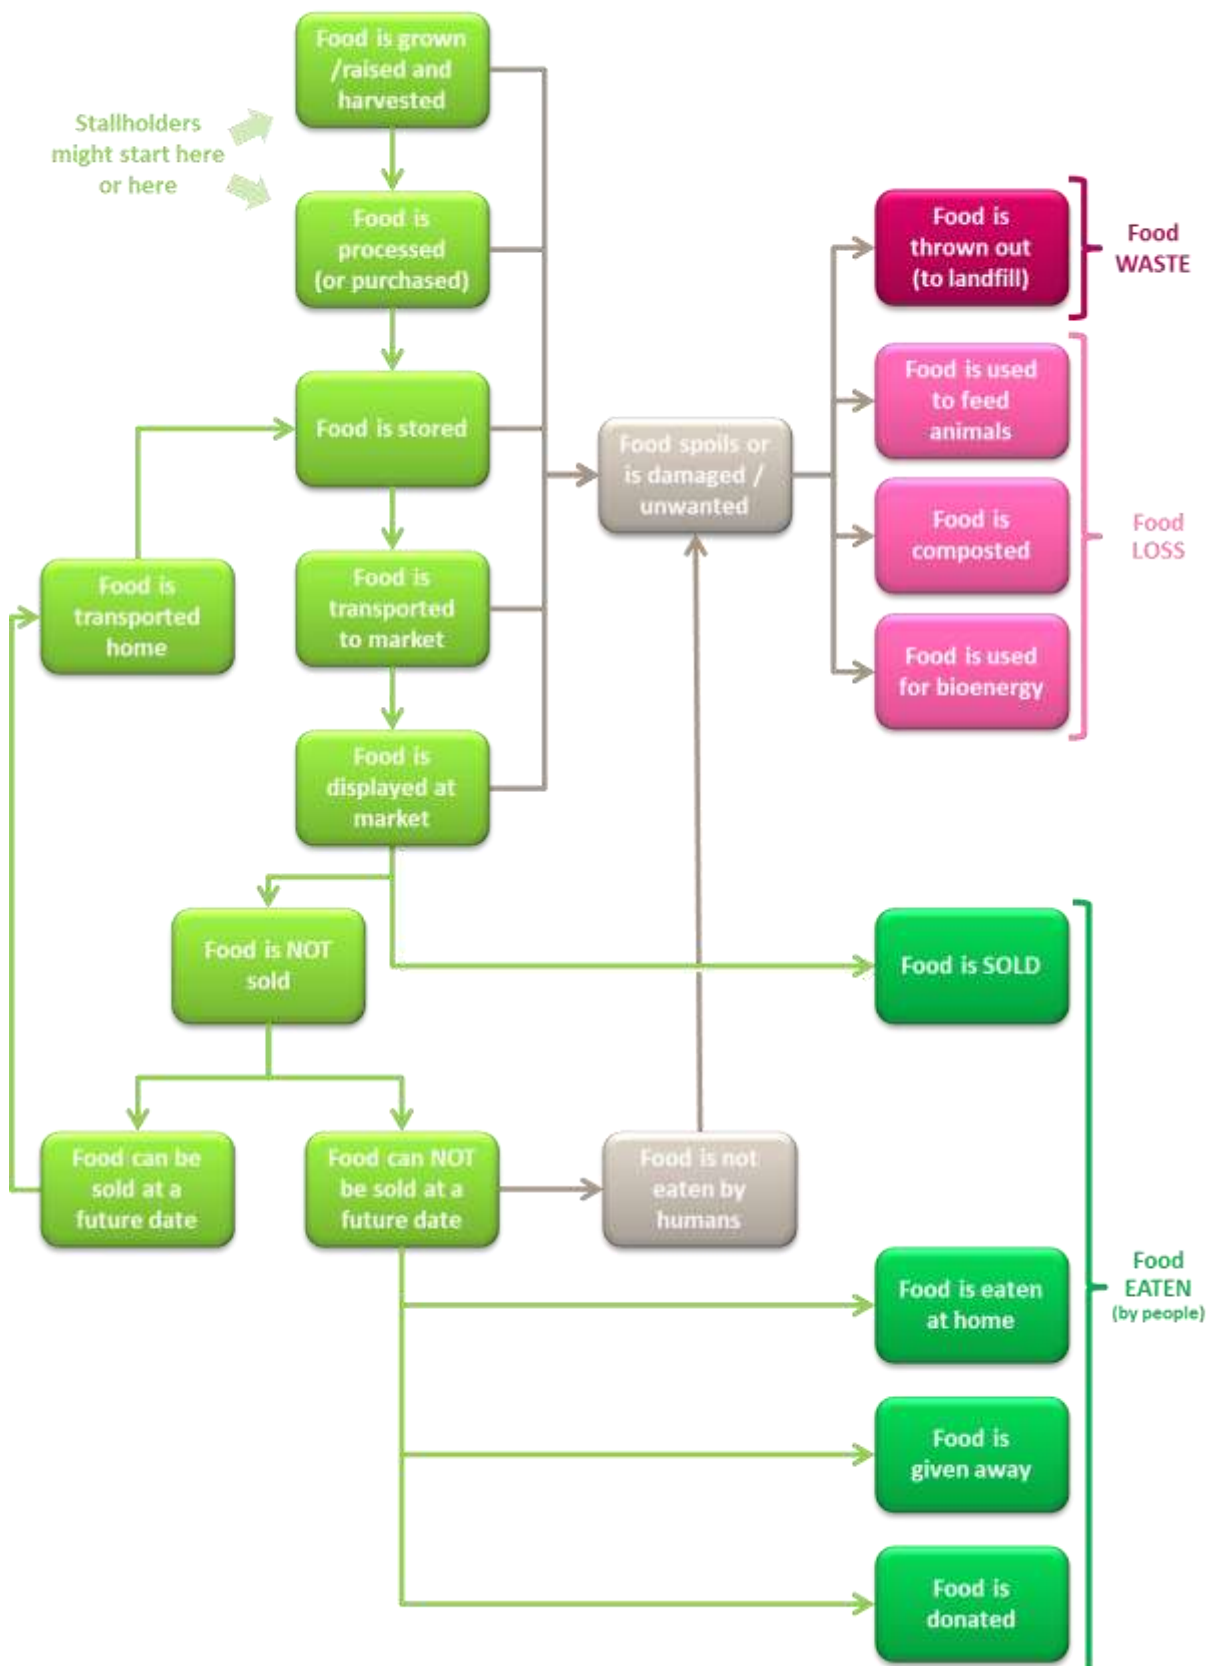 Food is grown
/raised and
harvested
Stallholders
might start here
or here
Food is
processed
(or purchased)
Food is
thrown out
(to landfill)
Food
WASTE
Food is stored
Food is used
to feed
animals
Food spoils or
is damaged /
unwanted
Food is
composted
Food
LOSS
Food is
transported
home
Food is
transported
to market
Food is used
for bioenergy
Food is
displayed at
market
Food is NOT
sold
Food is SOLD
Food can be
sold at a
future date
Food can NOT
be sold at a
future date
Food is not
eaten by
humans
Food is eaten
at home
Food
EATEN
(by people)
Food is
given away
Food is
donated